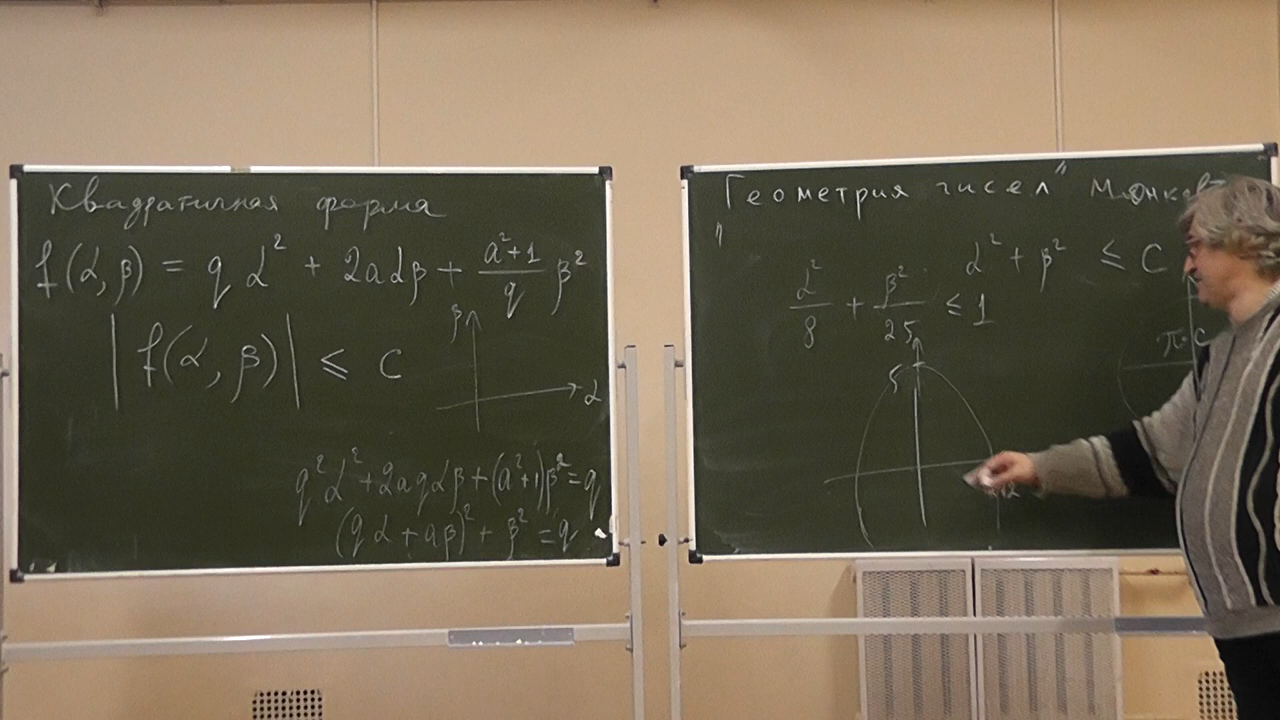 Квадратичная форма
f(α, β) = q α² + 2aαβ + (a²+1)/q β²
|f(α, β)| ≤ C
β
α
q²α² + 2aqαβ + (a²+1)β² = q
(qα + aβ)² + β² = q
"Геометрия чисел"
α² + β² ≤ C
α²/8 + β²/25 ≤ 1
5
π·C